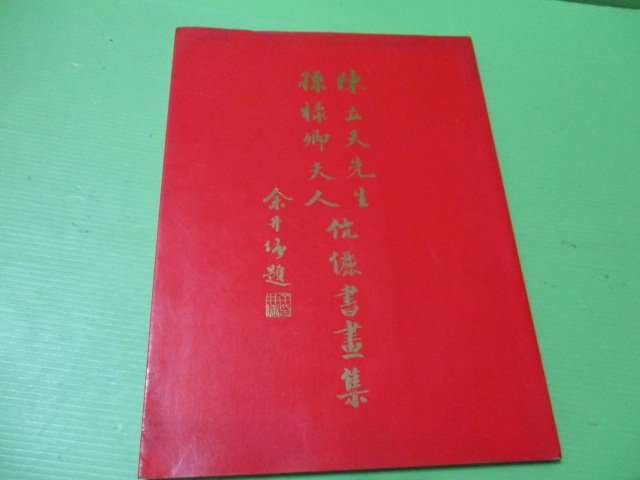 陳立夫先生
孫祿卿夫人
伉儷書畫集
余井塘題